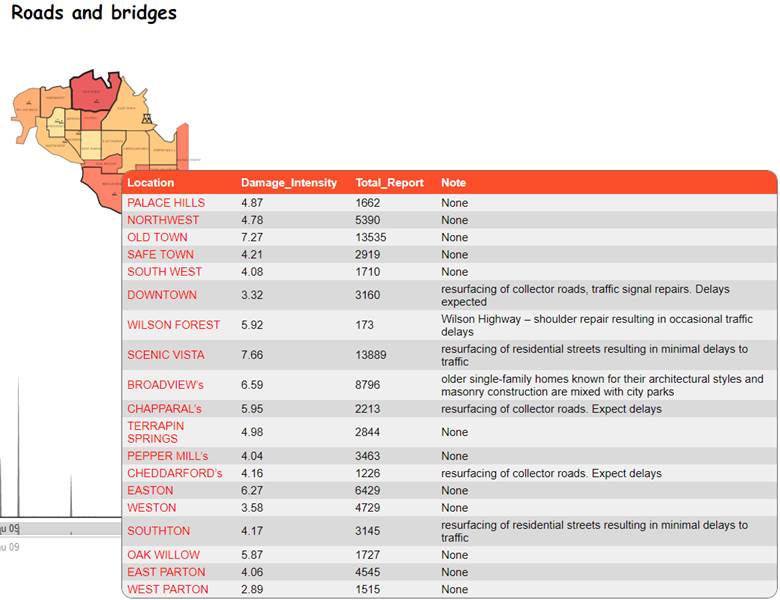 Roads and bridges
Location Damage_Intensity Total_Report Note
PALACE HILLS 4.87 1662 None
NORTHWEST 4.78 5390 None
OLD TOWN 7.27 13535 None
SAFE TOWN 4.21 2919 None
SOUTH WEST 4.08 1710 None
DOWNTOWN 3.32 3160 resurfacing of collector roads, traffic signal repairs. Delays
expected
WILSON FOREST 5.92 173 Wilson Highway – shoulder repair resulting in occasional traffic
delays
SCENIC VISTA 7.66 13889 resurfacing of residential streets resulting in minimal delays to
traffic
BROADVIEW's 6.59 8796 older single-family homes known for their architectural styles and
masonry construction are mixed with city parks
CHAPPARAL's 5.95 2213 resurfacing of collector roads. Expect delays
TERRAPIN
SPRINGS 4.98 2844 None
PEPPER MILL's 4.04 3463 None
CHEDDARFORD's 4.16 1226 resurfacing of collector roads. Expect delays
EASTON 6.27 6429 None
WESTON 3.58 4729 None
SOUTHTON 4.17 3145 resurfacing of residential streets resulting in minimal delays to
traffic
OAK WILLOW 5.87 1727 None
EAST PARTON 4.06 4545 None
WEST PARTON 2.89 1515 None
u 09
u 09